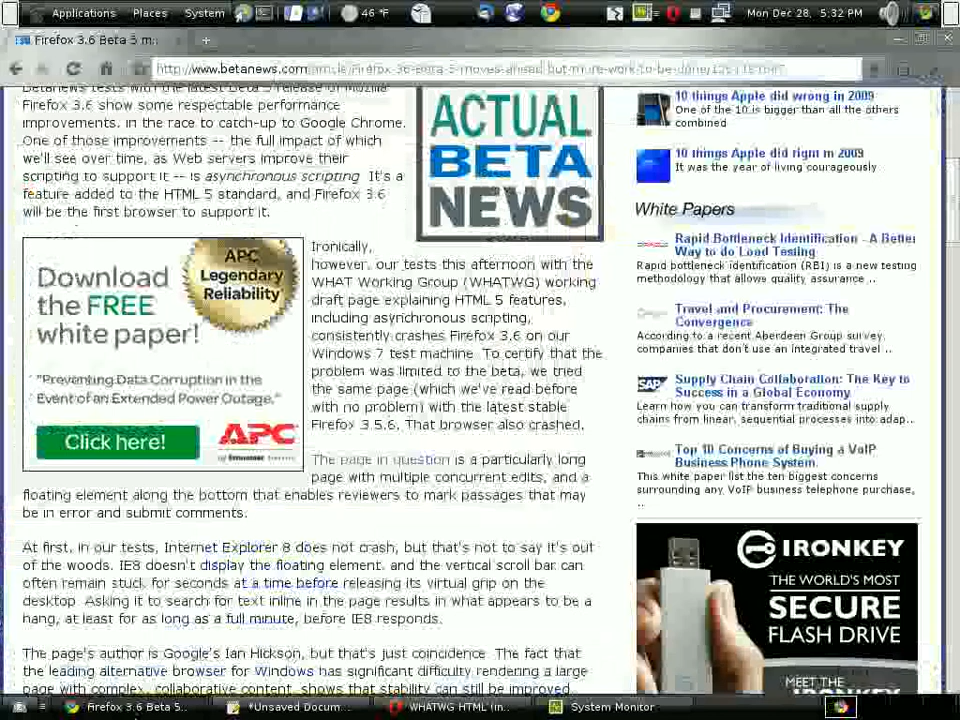 Applications Places System 46 °F Mon Dec 28, 5:32 PM
Firefox 3.6 Beta 5 m...
http://www.betanews.com/article/Firefox-36-Beta-5-moves-ahead-but-more-work-to-be-done/
Betanews tests with the latest Beta 5 release of Mozilla
Firefox 3.6 show some respectable performance
improvements, in the race to catch-up to Google Chrome.
One of those improvements -- the full impact of which
we'll see over time, as Web servers improve their
scripting to support it -- is asynchronous scripting It's a
feature added to the HTML 5 standard, and Firefox 3.6
will be the first browser to support it.
ACTUAL
BETA
NEWS
Download
the FREE
white paper!
APC
Legendary
Reliability
"Preventing Data Corruption in the
Event of an Extended Power Outage."
Click here!
APC
Ironically,
however, our tests this afternoon with the
WHAT Working Group (WHATWG) working
draft page explaining HTML 5 features,
including asynchronous scripting,
consistently crashes Firefox 3.6 on our
Windows 7 test machine. To certify that the
problem was limited to the beta, we tried
the same page (which we've read before
with no problem) with the latest stable
Firefox 3.5.6. That browser also crashed.
The page in question is a particularly long
page with multiple concurrent edits, and a
floating element along the bottom that enables reviewers to mark passages that may
be in error and submit comments.
At first, in our tests, Internet Explorer 8 does not crash, but that's not to say it's out
of the woods. IE8 doesn't display the floating element, and the vertical scroll bar can
often remain stuck for seconds at a time before releasing its virtual grip on the
desktop. Asking it to search for text inline in the page results in what appears to be a
hang, at least for as long as a full minute, before IE8 responds.
The page's author is Google's Ian Hickson, but that's just coincidence. The fact that
the leading alternative browser for Windows has significant difficulty rendering a large
page with complex, collaborative content, shows that stability can still be improved.
10 things Apple did wrong in 2009
One of the 10 is bigger than all the others
combined
10 things Apple did right in 2009
It was the year of living courageously
White Papers
Rapid Bottleneck Identification - A Better
Way to do Load Testing
Rapid bottleneck identification (RBI) is a new testing
methodology that allows quality assurance ..
Travel and Procurement: The
Convergence
According to a recent Aberdeen Group survey,
companies that don't use an integrated travel ..
SAP
Supply Chain Collaboration: The Key to
Success in a Global Economy
Learn how you can transform traditional supply
chains from linear, sequential processes into adap..
Top 10 Concerns of Buying a VoIP
Business Phone System.
This white paper list the ten biggest concerns
surrounding any VoIP business telephone purchase,
..
IRONKEY
THE WORLD'S MOST
SECURE
FLASH DRIVE
MEET THE
IRONKEY
Firefox 3.6 Beta 5... *Unsaved Docum... WHATWG HTML (in... System Monitor